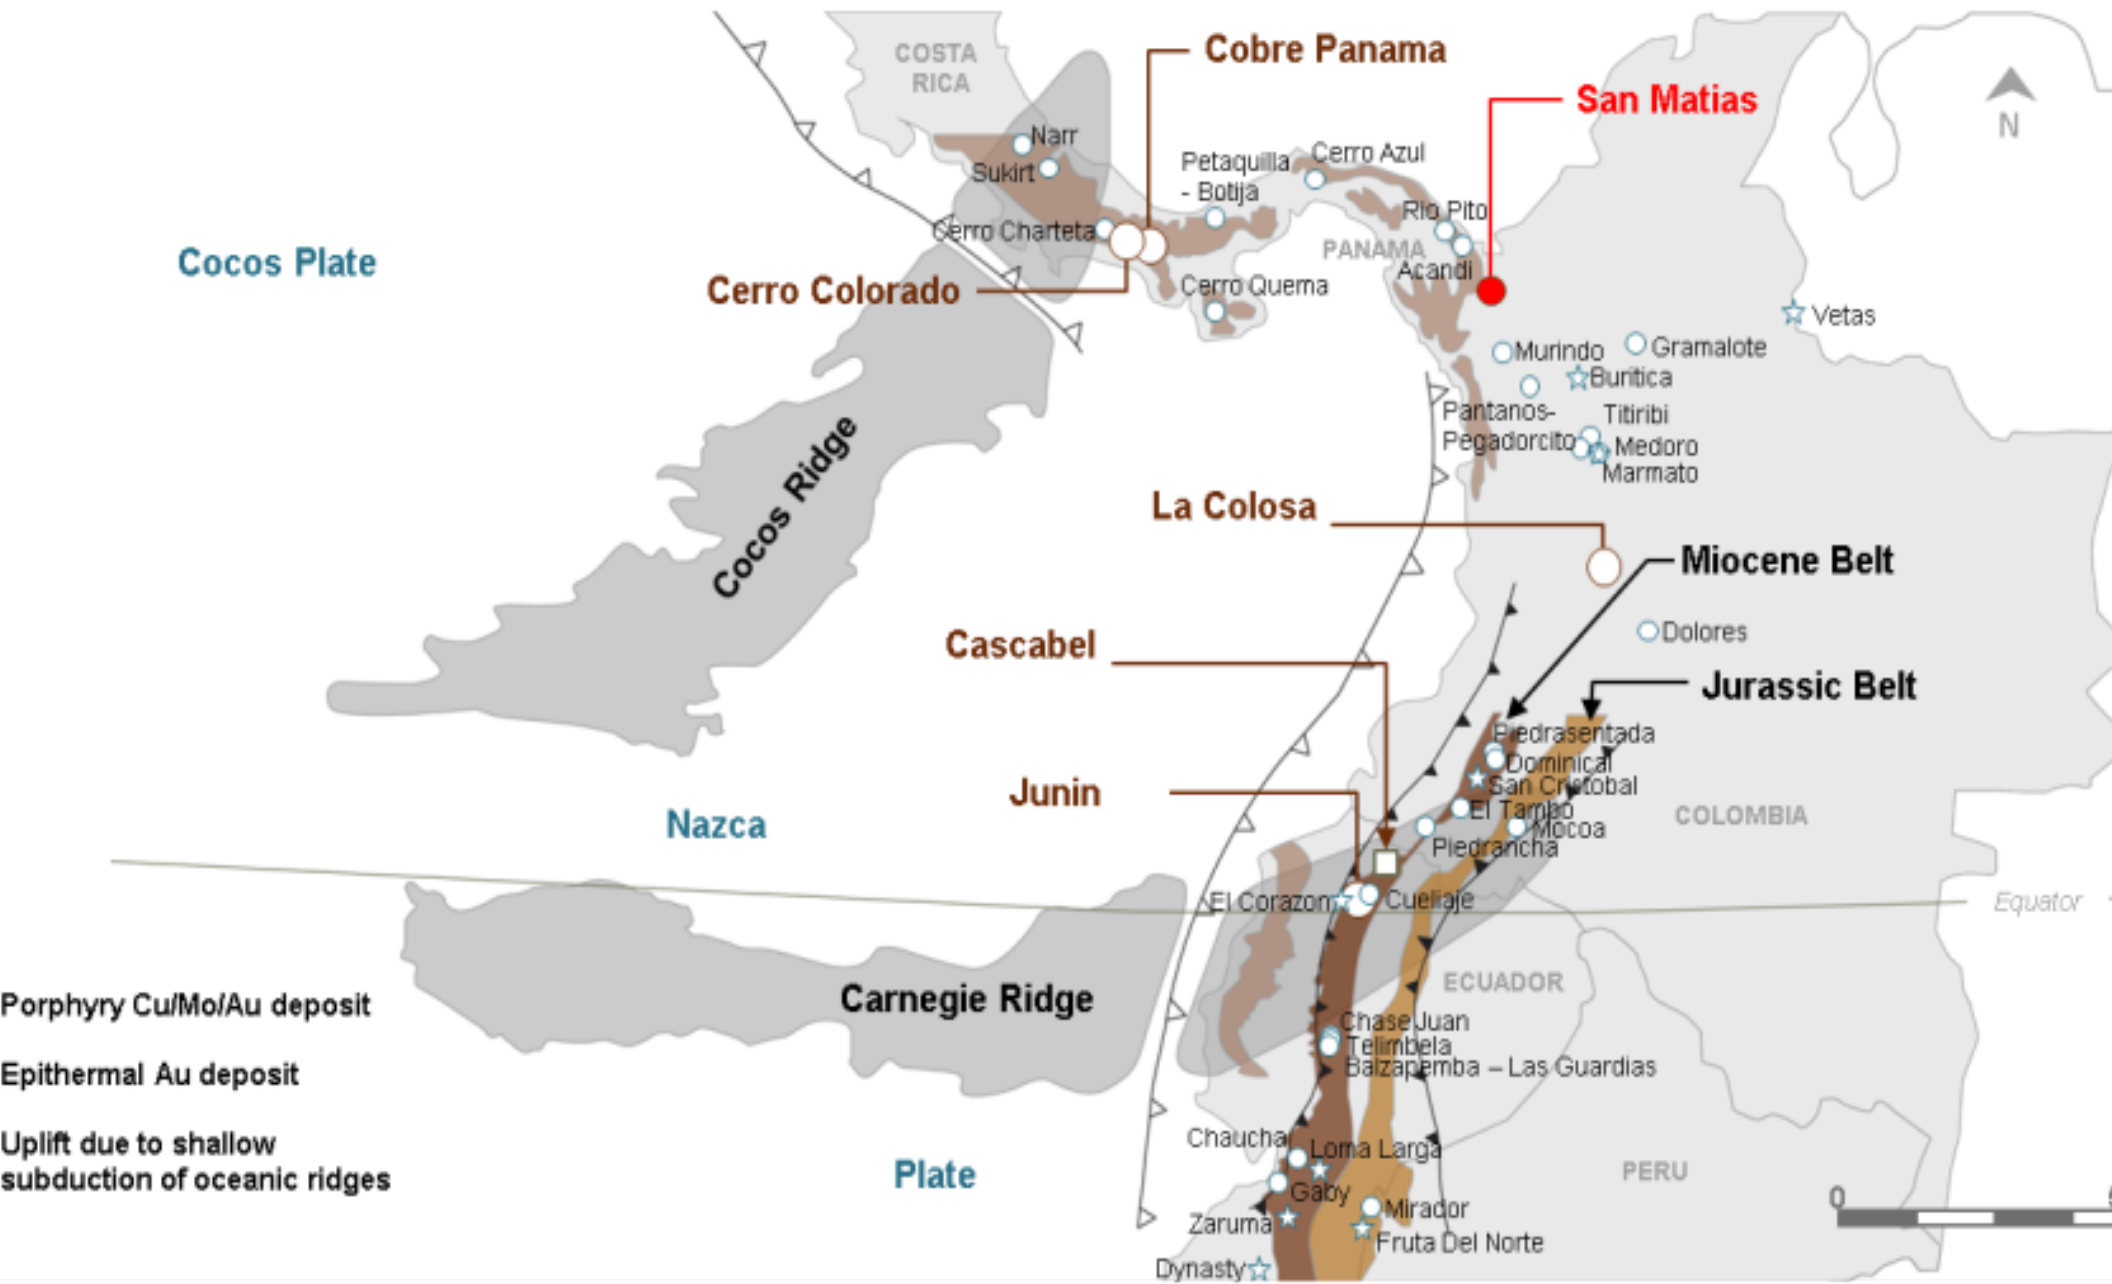 COSTA
RICA
Cobre Panama
San Matias
N
Narr
Sukirt
Petaquilla
- Botija
Cerro Azul
Rio Pito
Cerro Charteta
PANAMA
Acandi
Cocos Plate
Cerro Colorado
Cerro Quema
Vetas
Murindo
Gramalote
Buritica
Pantanos-
Pegadorcito
Titiribi
Medoro
Marmato
Cocos Ridge
La Colosa
Miocene Belt
Dolores
Cascabel
Jurassic Belt
Piedrasentada
Dominical
San Cristobal
El Tambo
Mocoa
Piedrancha
COLOMBIA
Junin
Nazca
El Corazon
Cuellaje
Equator
ECUADOR
Carnegie Ridge
Porphyry Cu/Mo/Au deposit
Epithermal Au deposit
Uplift due to shallow
subduction of oceanic ridges
Chase Juan
Telimbela
Balzapamba – Las Guardias
Chaucha
Loma Larga
Gaby
Plate
PERU
0
Zaruma
Mirador
Fruta Del Norte
Dynasty